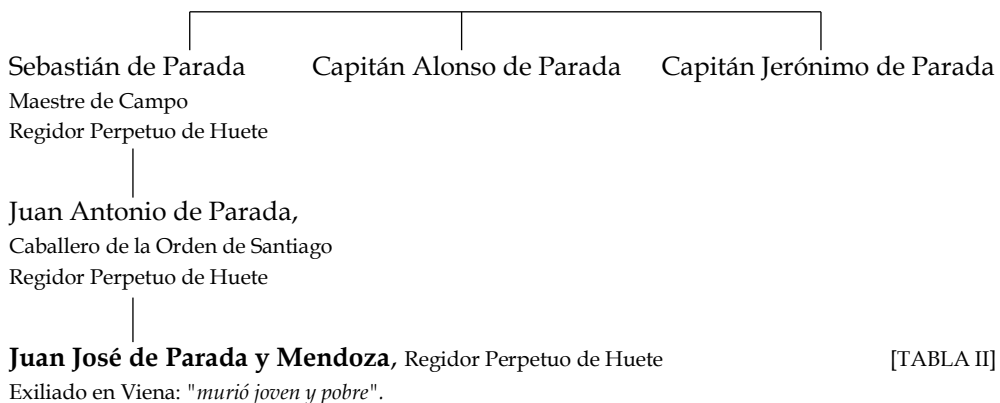 Sebastián de Parada Capitán Alonso de Parada Capitán Jerónimo de Parada
Maestre de Campo
Regidor Perpetuo de Huete
Juan Antonio de Parada,
Caballero de la Orden de Santiago
Regidor Perpetuo de Huete
Juan José de Parada y Mendoza, Regidor Perpetuo de Huete [TABLA II]
Exiliado en Viena: "murió joven y pobre".